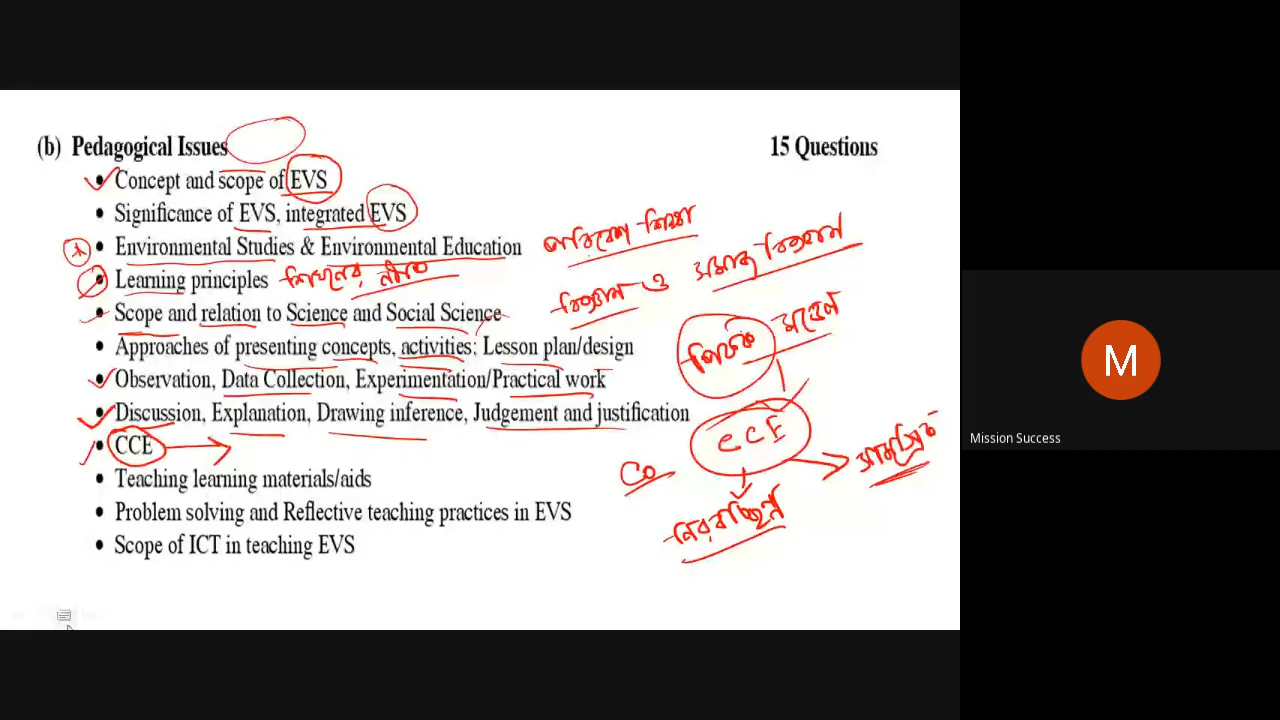 (b) Pedagogical Issues 15 Questions
• Concept and scope of EVS
• Significance of EVS, integrated EVS
• Environmental Studies & Environmental Education
পরিবেশ শিক্ষা
• Learning principles
শিখনের নীতি
বিজ্ঞান ও সমাজ বিজ্ঞান
• Scope and relation to Science and Social Science
• Approaches of presenting concepts, activities; Lesson plan/design
• Observation, Data Collection, Experimentation/Practical work
• Discussion, Explanation, Drawing inference, Judgement and justification
• CCE
CCE
Co
সামগ্রিক
নিরবচ্ছিন্ন
• Teaching learning materials/aids
• Problem solving and Reflective teaching practices in EVS
• Scope of ICT in teaching EVS
M
Mission Success